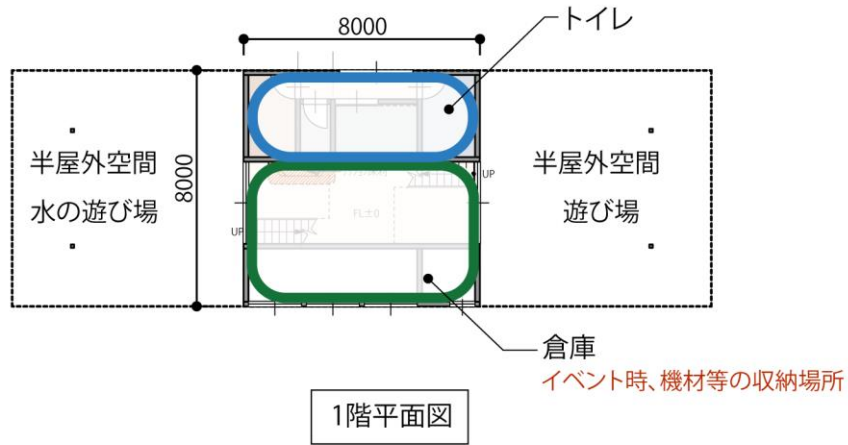 8000
トイレ
半屋外空間
水の遊び場
8000
UP
FL±0
UP
半屋外空間
遊び場
倉庫
イベント時、機材等の収納場所
1階平面図